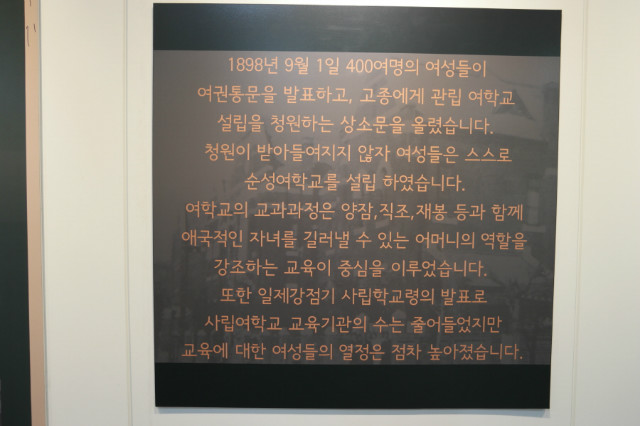 1898년 9월 1일 400여명의 여성들이
여권통문을 발표하고, 고종에게 관립 여학교
설립을 청원하는 상소문을 올렸습니다.
청원이 받아들여지지 않자 여성들은 스스로
순성여학교를 설립 하였습니다.
여학교의 교과과정은 양잠,직조,재봉 등과 함께
애국적인 자녀를 길러낼 수 있는 어머니의 역할을
강조하는 교육이 중심을 이루었습니다.
또한 일제강점기 사립학교령의 발표로
사립여학교 교육기관의 수는 줄어들었지만
교육에 대한 여성들의 열정은 점차 높아졌습니다.